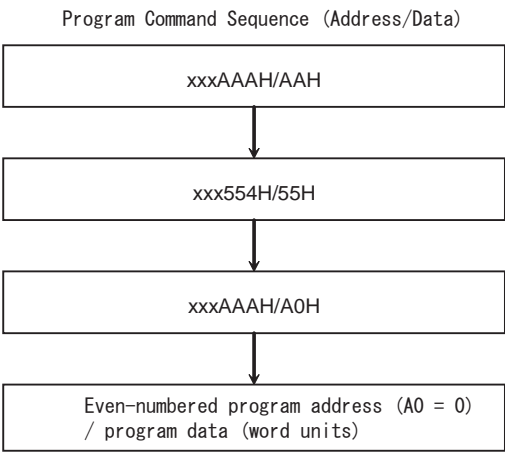 Program Command Sequence (Address/Data)
xxxAAAH/AAH
xxx554H/55H
xxxAAAH/A0H
Even-numbered program address (A0 = 0)
/ program data (word units)